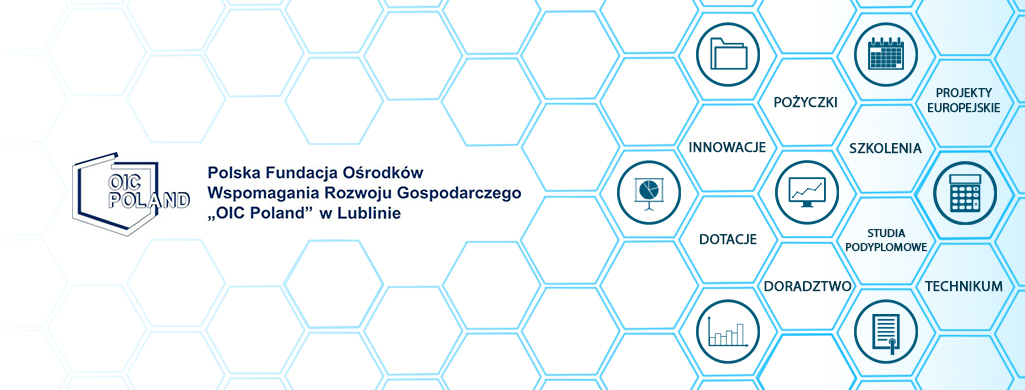 OIC
POLAND
Polska Fundacja Ośrodków
Wspomagania Rozwoju Gospodarczego
„OIC Poland” w Lublinie
POŻYCZKI
PROJEKTY
EUROPEJSKIE
INNOWACJE
SZKOLENIA
DOTACJE
STUDIA
PODYPLOMOWE
DORADZTWO
TECHNIKUM